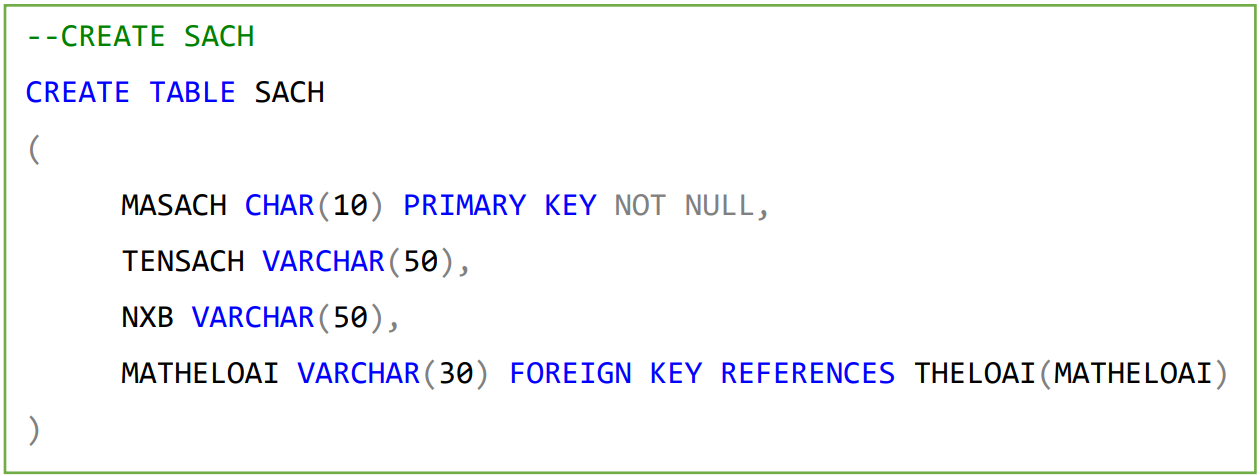 --CREATE SACH
CREATE TABLE SACH
(
MASACH CHAR(10) PRIMARY KEY NOT NULL,
TENSACH VARCHAR(50),
NXB VARCHAR(50),
MATHELOAI VARCHAR(30) FOREIGN KEY REFERENCES THELOAI(MATHELOAI)
)